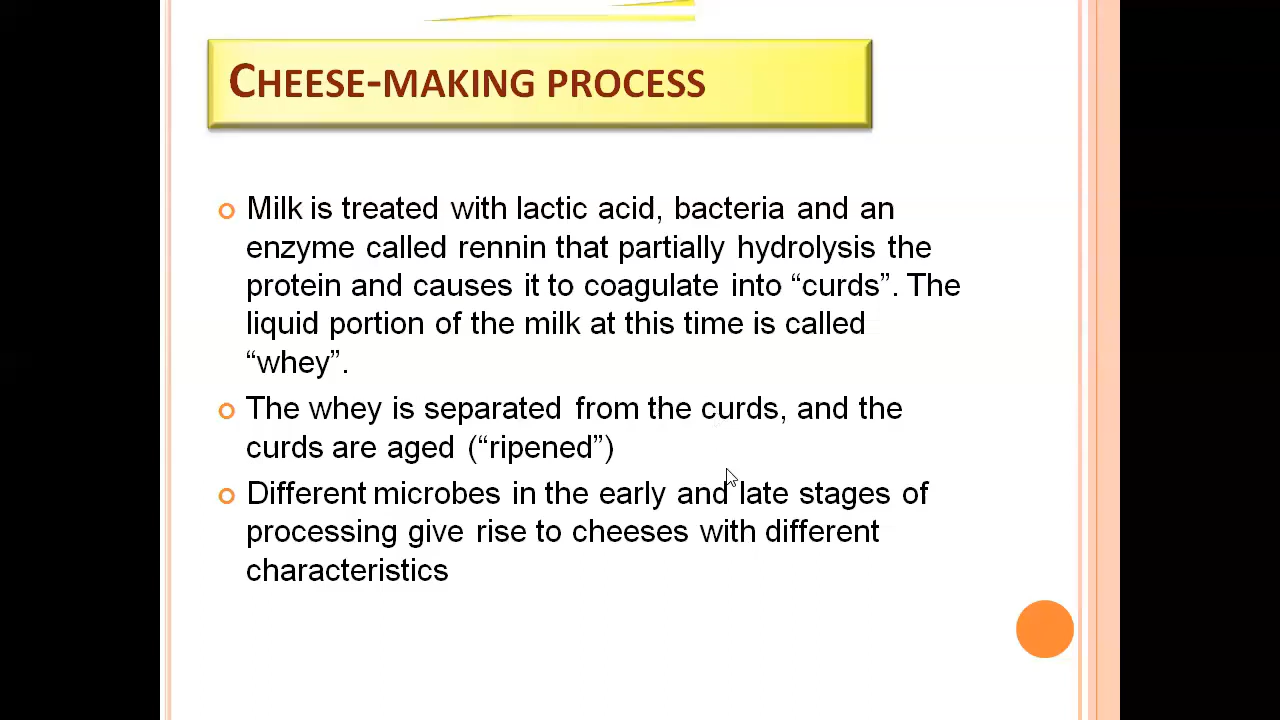 CHEESE-MAKING PROCESS
Milk is treated with lactic acid, bacteria and an
enzyme called rennin that partially hydrolysis the
protein and causes it to coagulate into “curds”. The
liquid portion of the milk at this time is called
“whey”.
The whey is separated from the curds, and the
curds are aged (“ripened”)
Different microbes in the early and late stages of
processing give rise to cheeses with different
characteristics